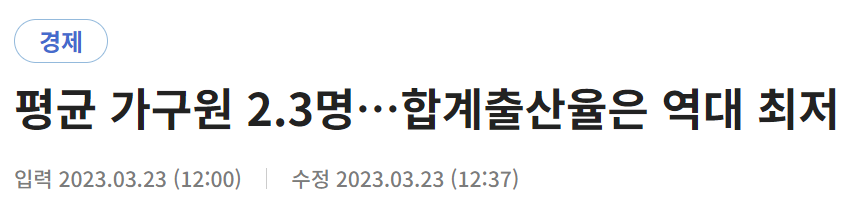 경제
평균 가구원 2.3명…합계출산율은 역대 최저
입력 2023.03.23 (12:00) | 수정 2023.03.23 (12:37)